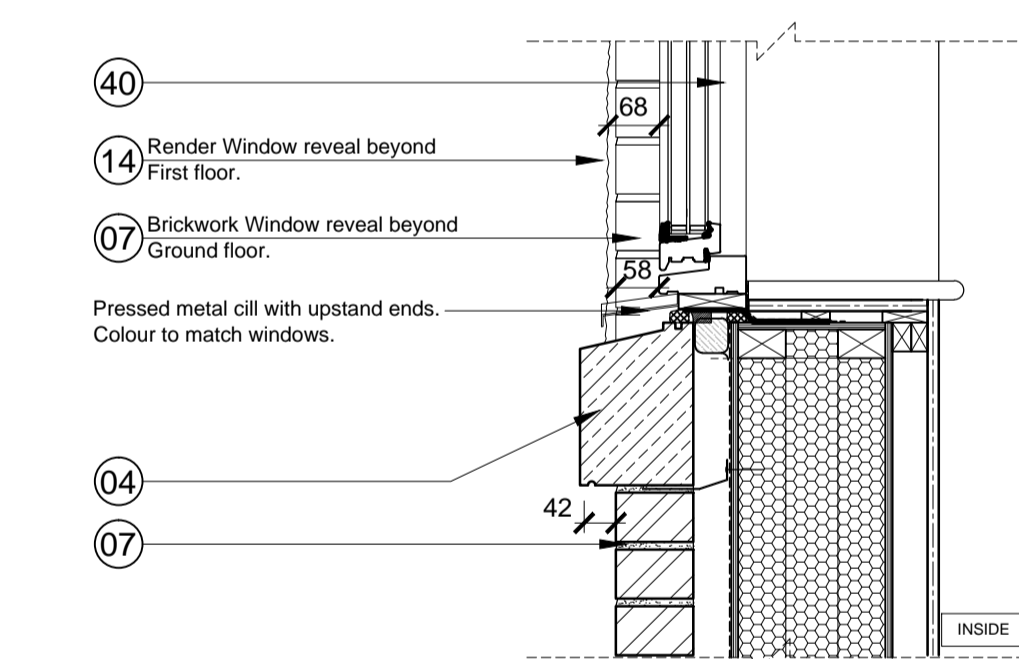 40
68
14 Render Window reveal beyond
First floor.
07 Brickwork Window reveal beyond
Ground floor.
58
Pressed metal cill with upstand ends.
Colour to match windows.
04
42
07
INSIDE